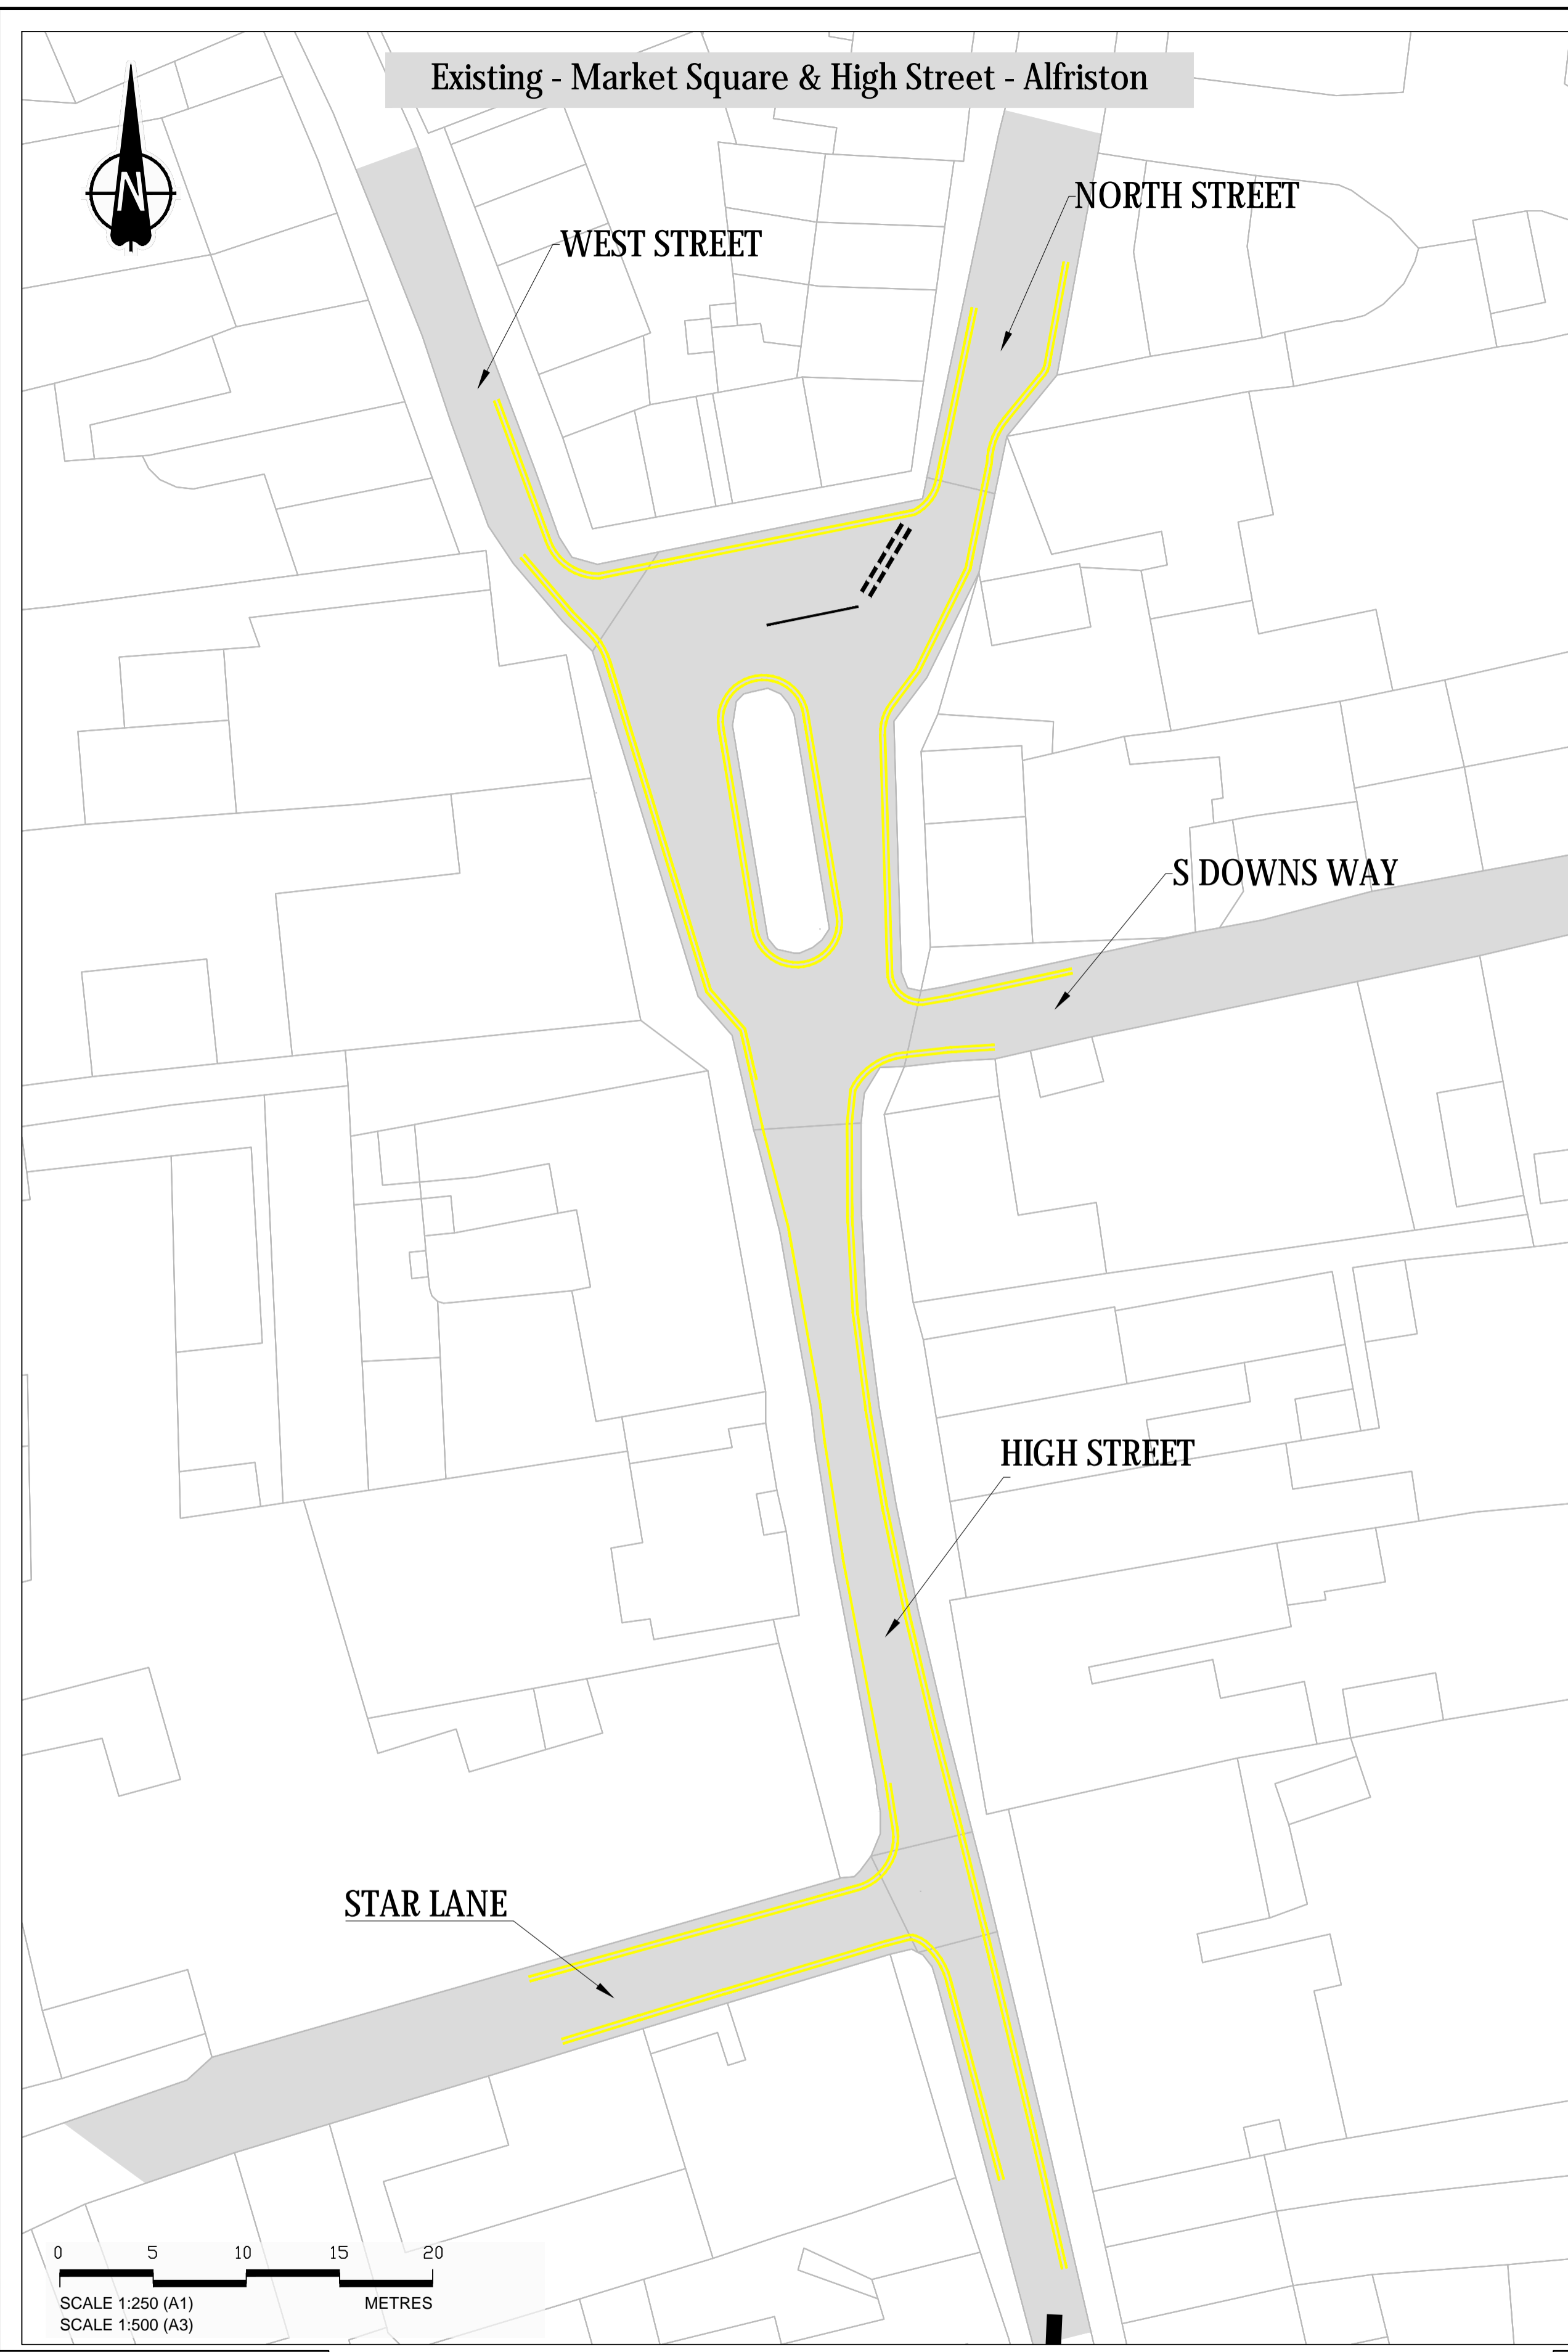 Existing - Market Square & High Street - Alfriston
N
NORTH STREET
WEST STREET
S DOWNS WAY
HIGH STREET
STAR LANE
0 5 10 15 20
SCALE 1:250 (A1) METRES
SCALE 1:500 (A3)